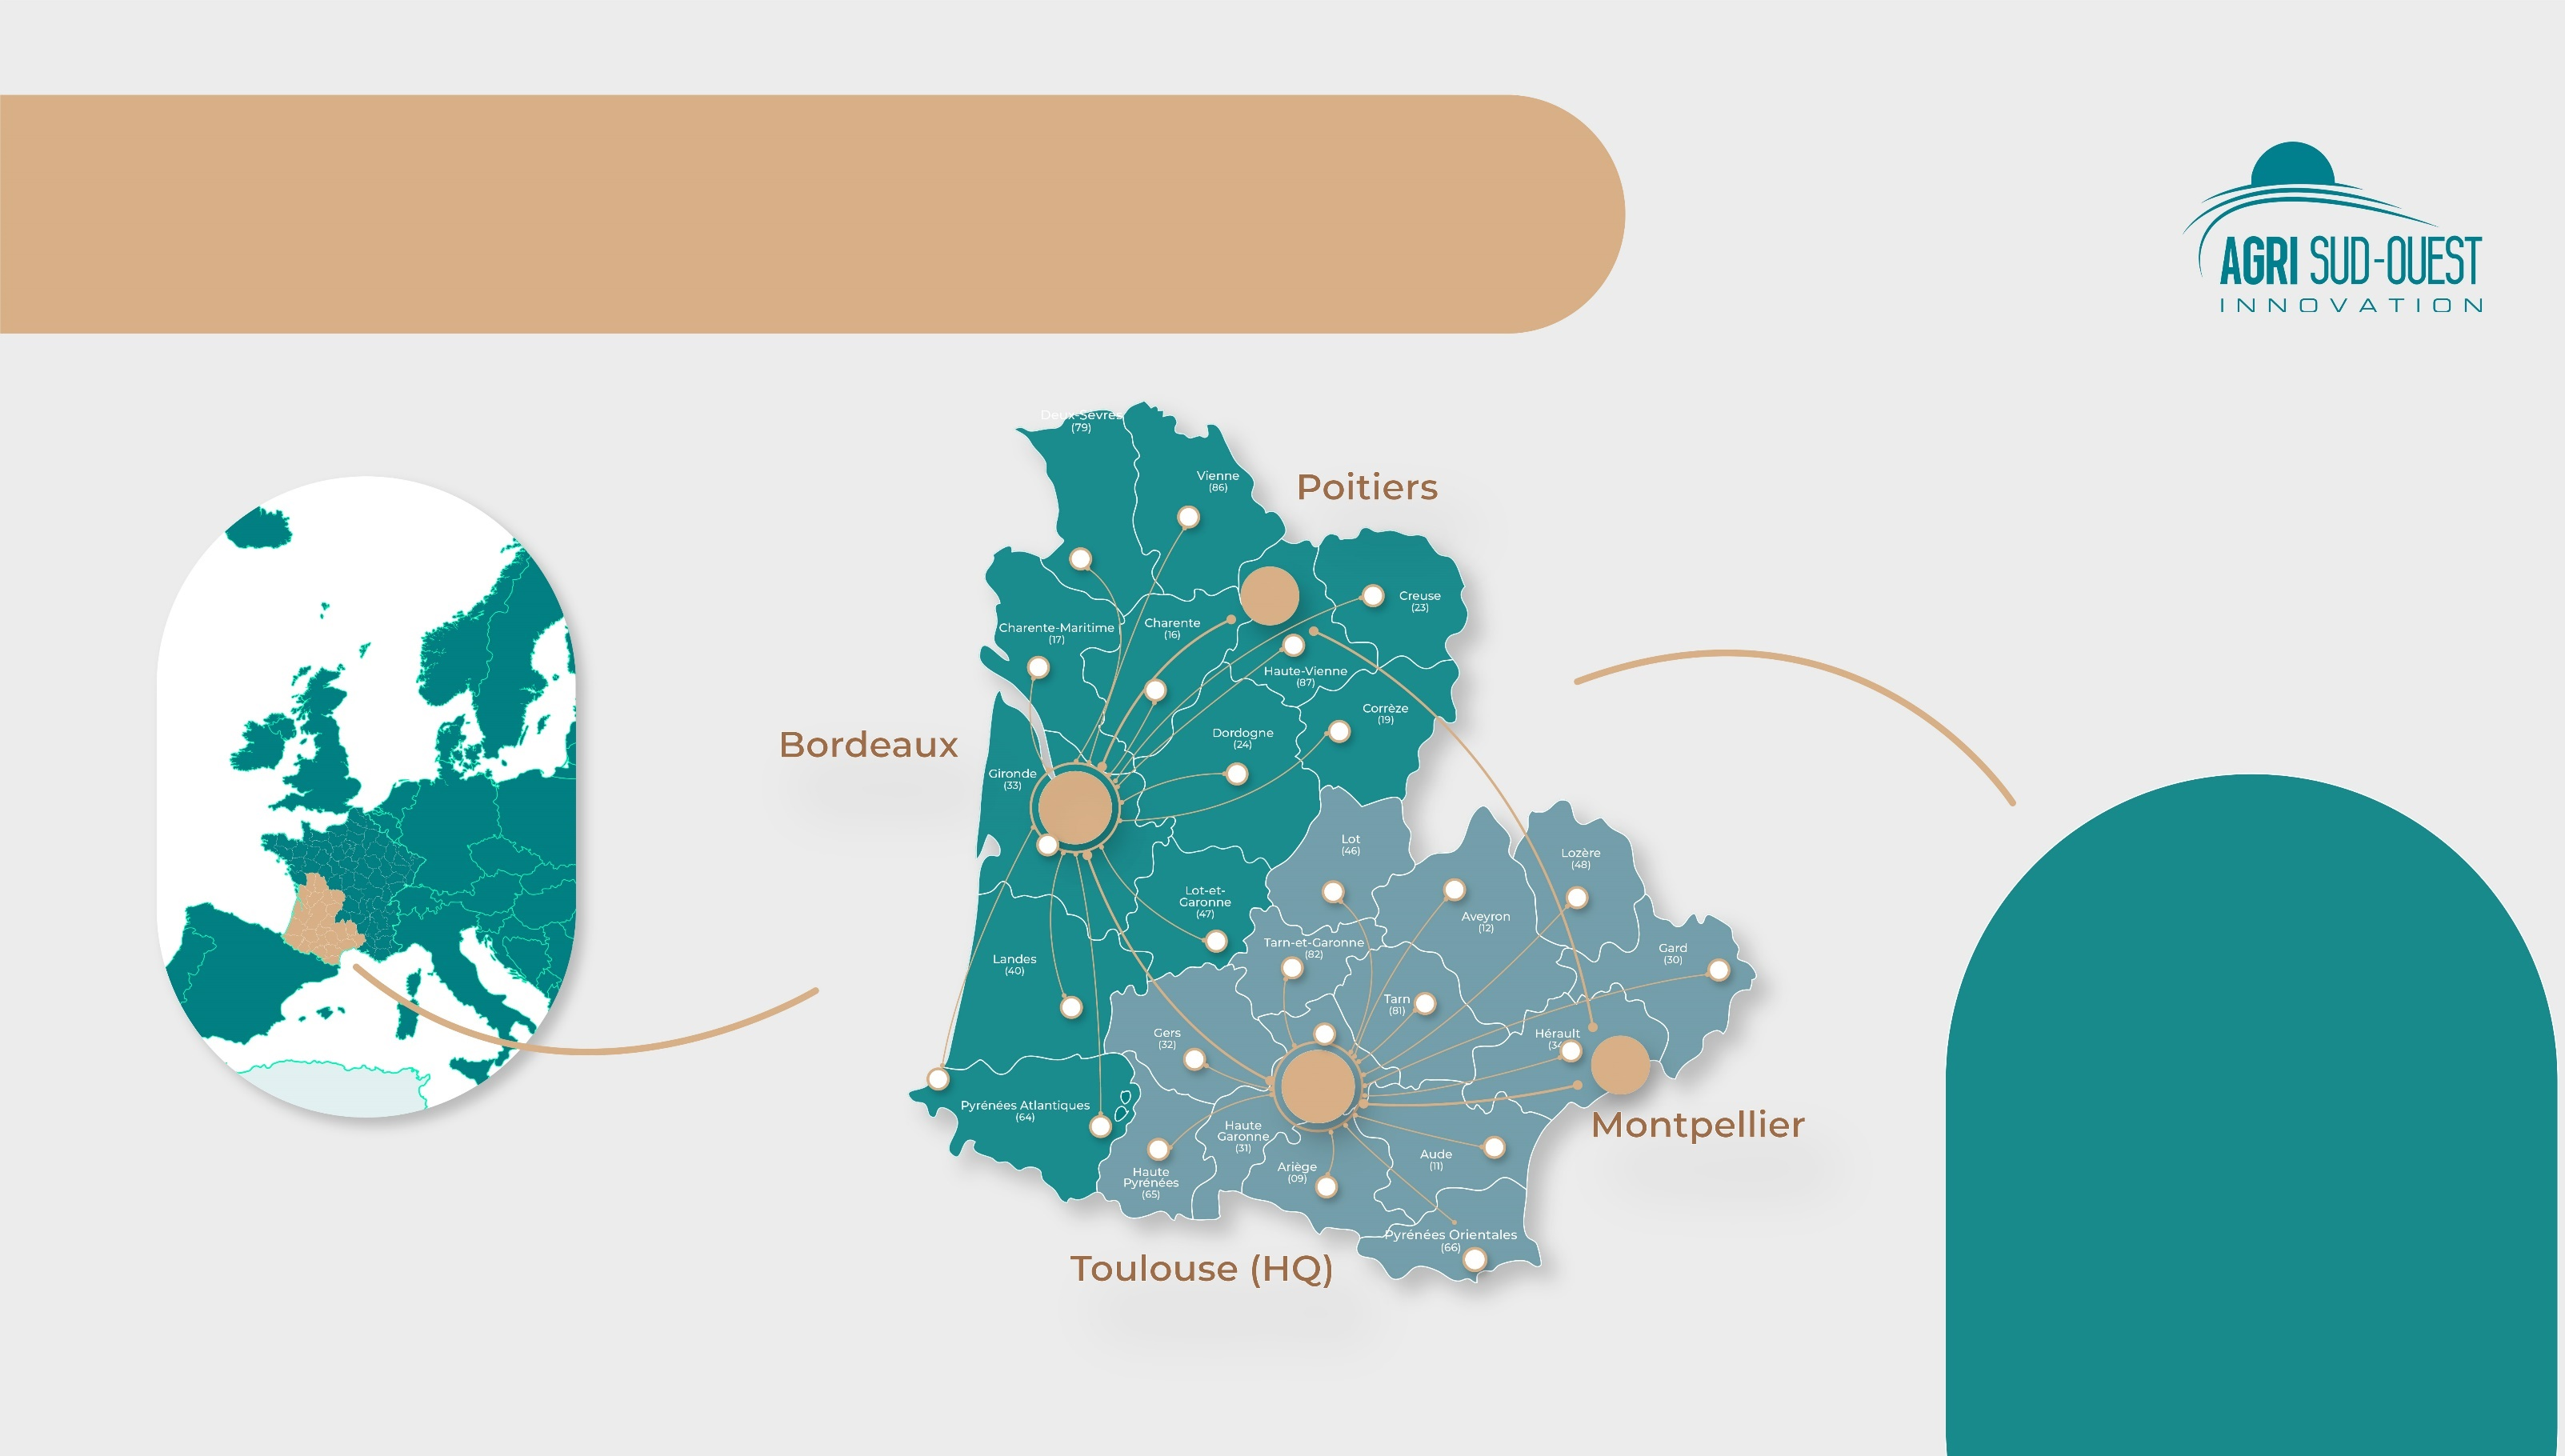 AGRI SUD-OUEST
INNOVATION
Deux-Sèvres
(79)
Vienne
(86)
Poitiers
Creuse
(23)
Charente-Maritime
(17)
Charente
(16)
Haute-Vienne
(87)
Corrèze
(19)
Dordogne
(24)
Bordeaux
Gironde
(33)
Lot
(46)
Lozère
(48)
Lot-et-
Garonne
(47)
Aveyron
(12)
Tarn-et-Garonne
(82)
Gard
(30)
Landes
(40)
Tarn
(81)
Gers
(32)
Hérault
(34
Pyrénées Atlantiques
(64)
Montpellier
Haute
Garonne
(31)
Aude
(11)
Ariège
(09)
Haute
Pyrénées
(65)
Pyrénées Orientales
(66)
Toulouse (HQ)